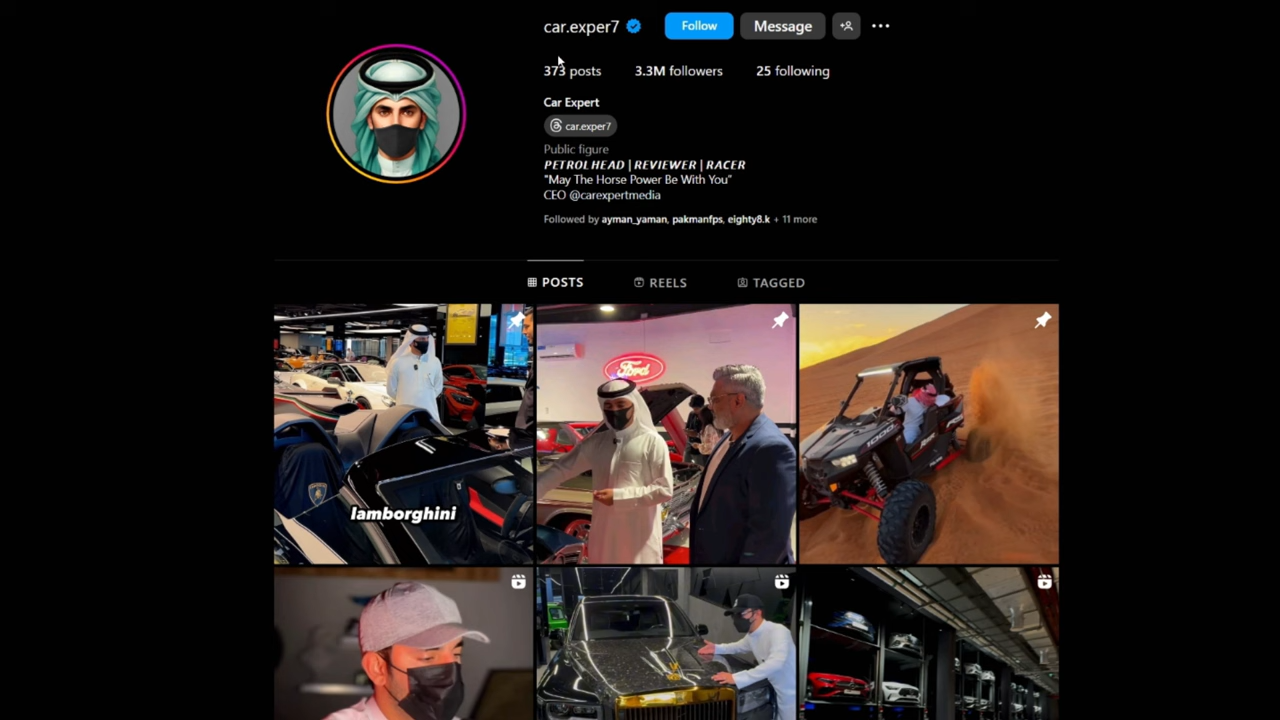 car.exper7
Follow
Message
373 posts
3.3M followers
25 following
Car Expert
car.exper7
Public figure
PETROLHEAD | REVIEWER | RACER
"May The Horse Power Be With You"
CEO @carexpertmedia
Followed by ayman_yaman, pakmanfps, eighty8.k + 11 more
POSTS
REELS
TAGGED
Ford
1000
lamborghini